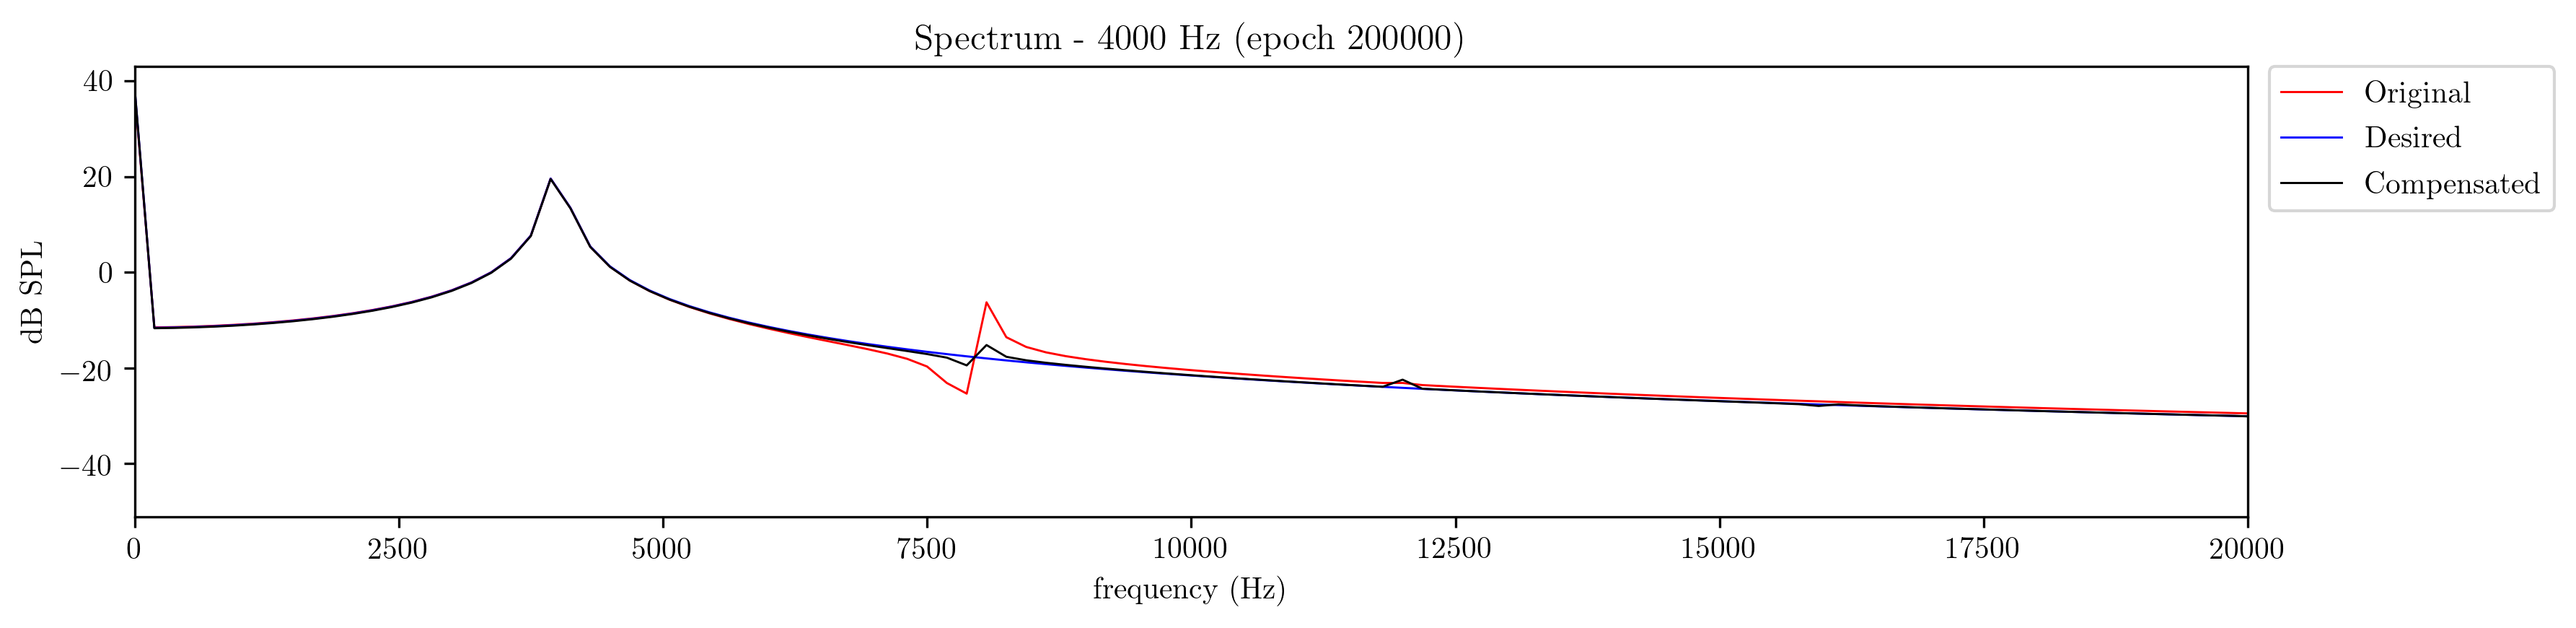 Spectrum - 4000 Hz (epoch 200000)
40
20
0
−20
−40
dB SPL
0 2500 5000 7500 10000 12500 15000 17500 20000
frequency (Hz)
Original
Desired
Compensated